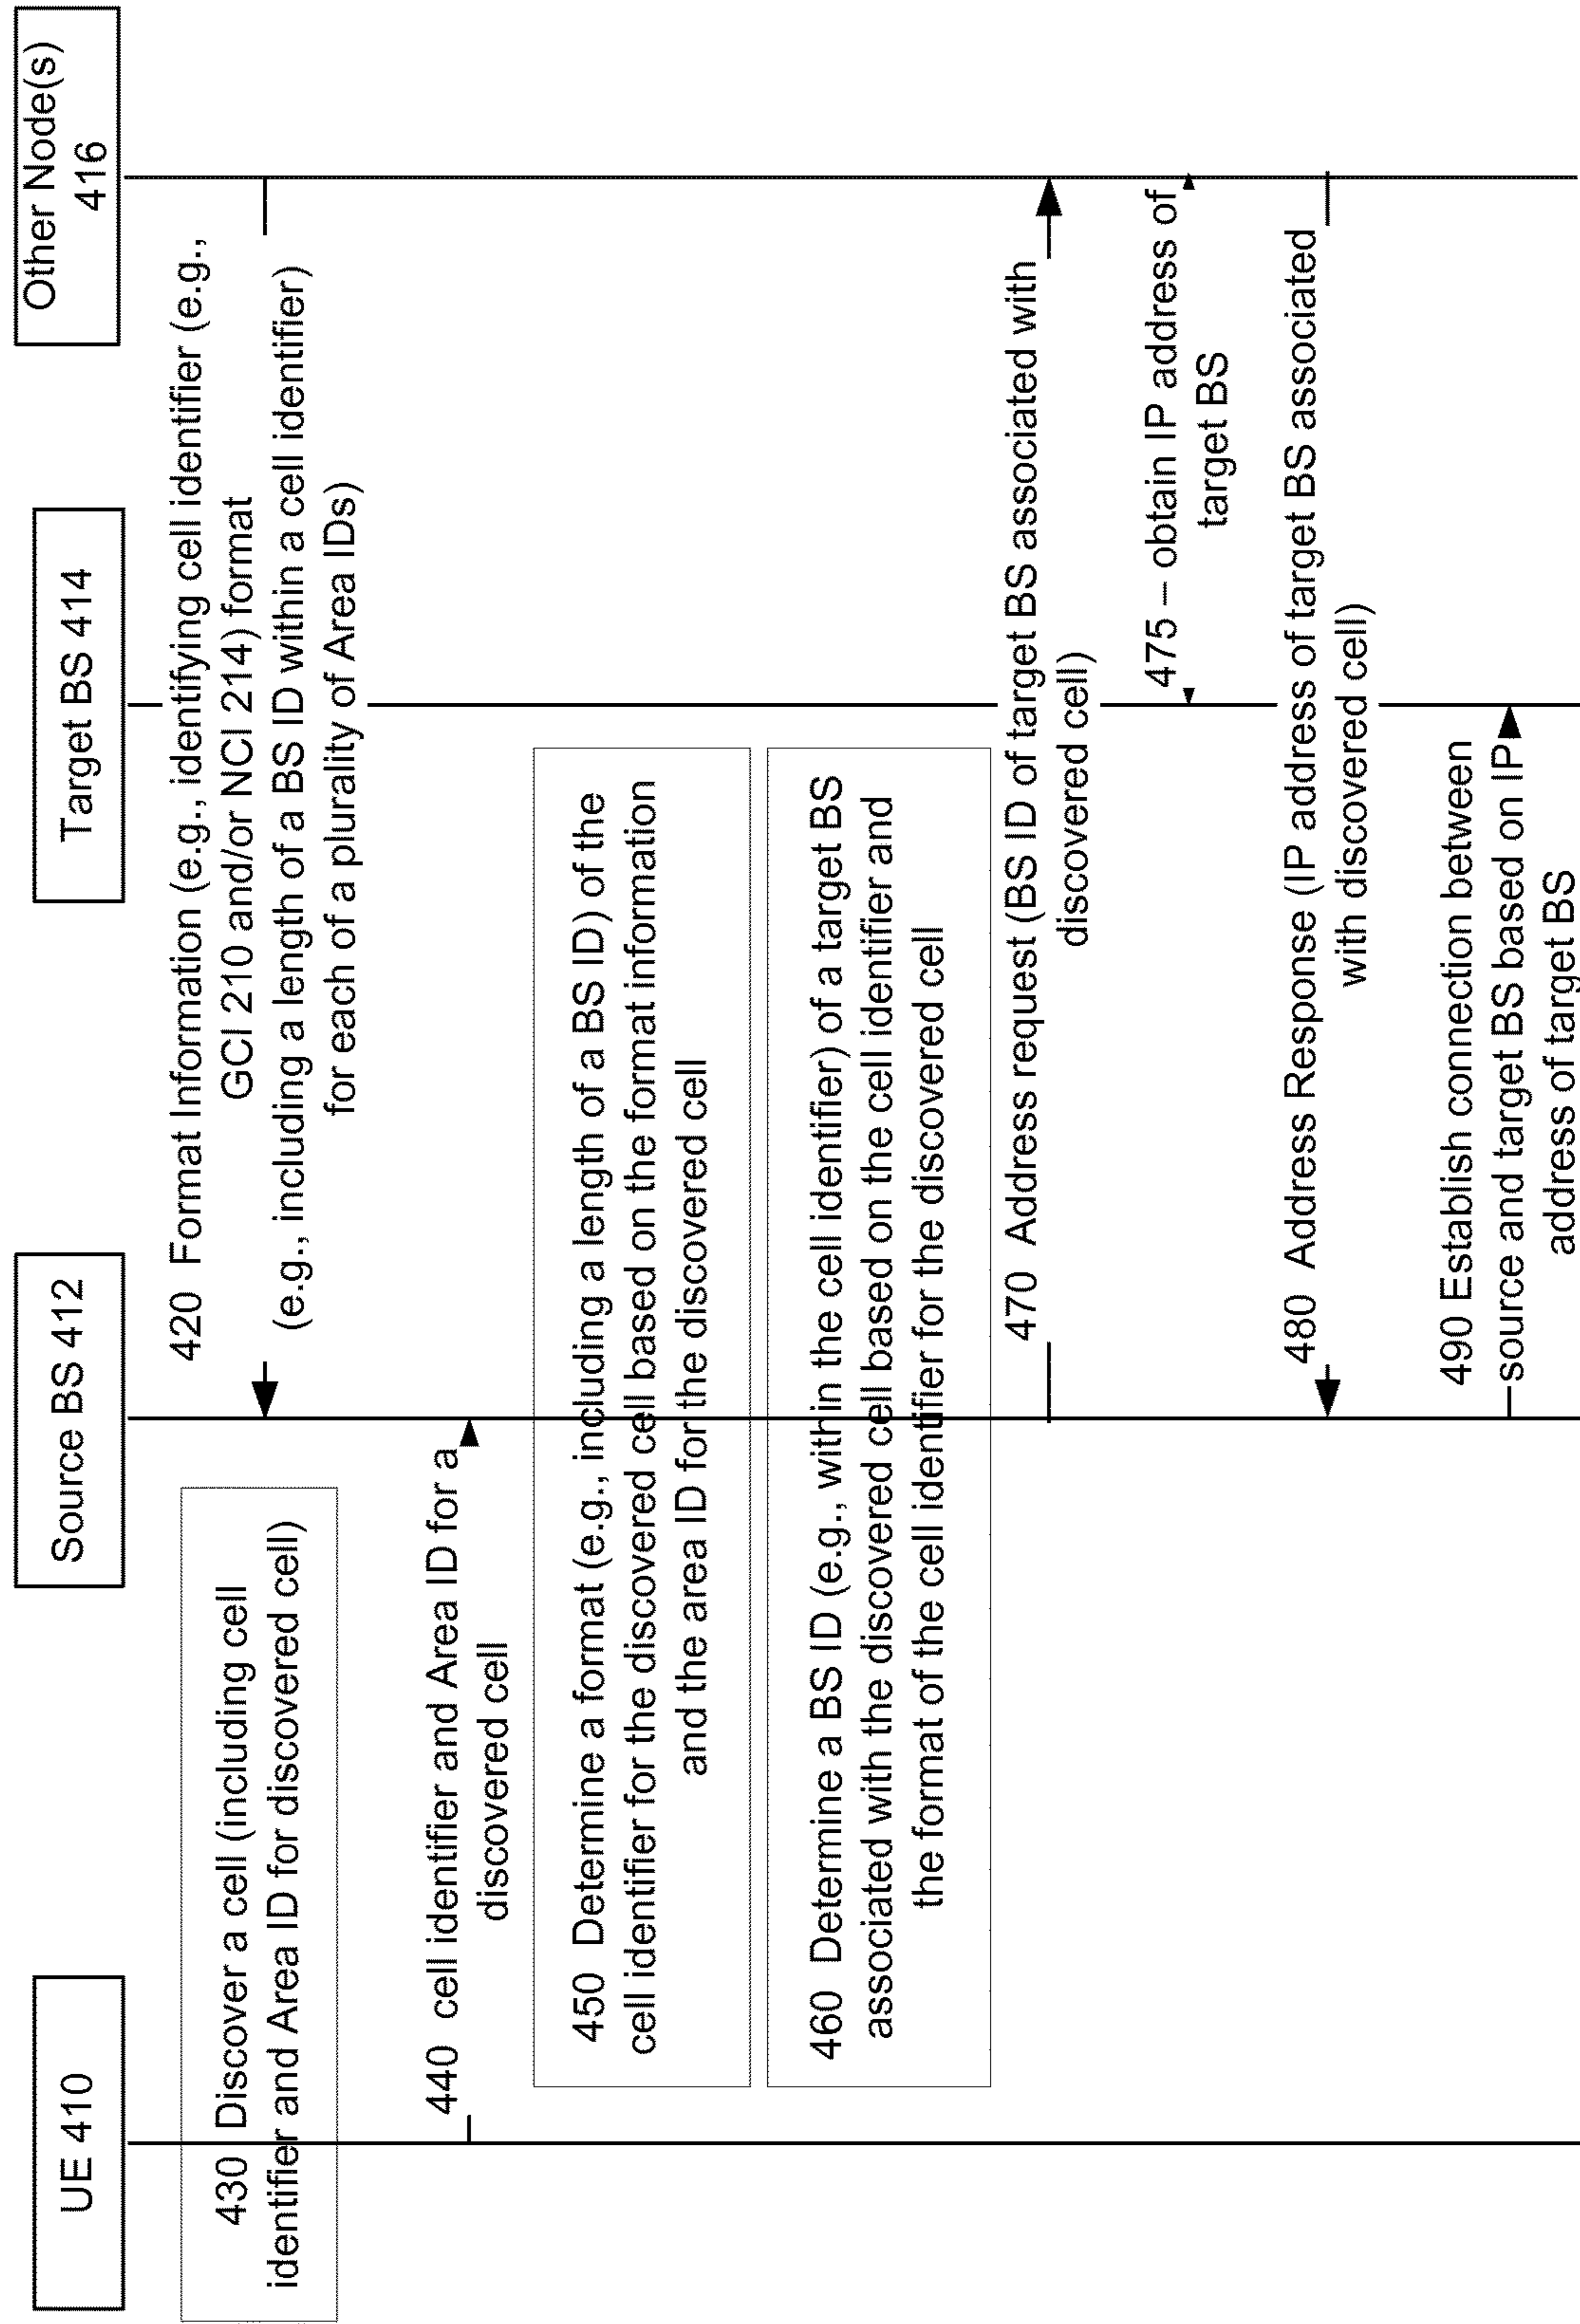 UE 410
Source BS 412
Target BS 414
Other Node(s)
416
420 Format Information (e.g., identifying cell identifier (e.g.,
GCI 210 and/or NCI 214) format
(e.g., including a length of a BS ID within a cell identifier)
for each of a plurality of Area IDs)
430 Discover a cell (including cell
identifier and Area ID for discovered cell)
440 cell identifier and Area ID for a
discovered cell
450 Determine a format (e.g., including a length of a BS ID) of the
cell identifier for the discovered cell based on the format information
and the area ID for the discovered cell
460 Determine a BS ID (e.g., within the cell identifier) of a target BS
associated with the discovered cell based on the cell identifier and
the format of the cell identifier for the discovered cell
470 Address request (BS ID of target BS associated with
discovered cell)
475 – obtain IP address of
target BS
480 Address Response (IP address of target BS associated
with discovered cell)
490 Establish connection between
source and target BS based on IP
address of target BS